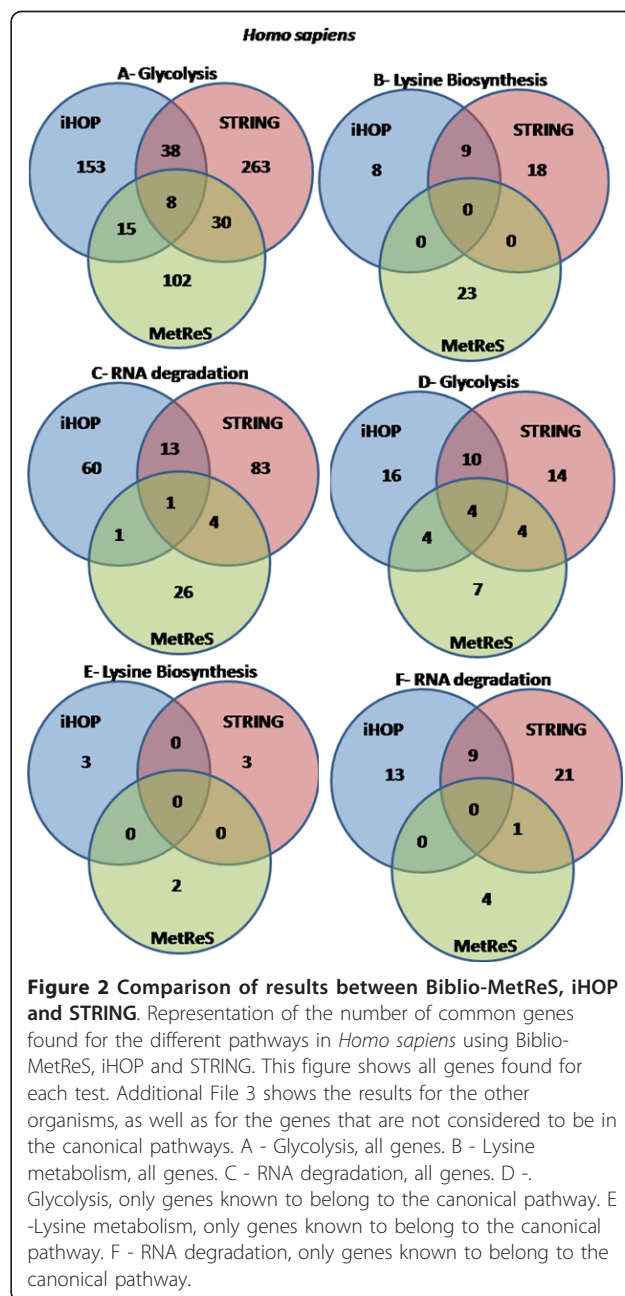 Homo sapiens
A- Glycolysis
iHOP
STRING
153
38
263
8
15
30
102
MetReS
B- Lysine Biosynthesis
iHOP
STRING
8
9
18
0
0
0
23
MetReS
C- RNA degradation
iHOP
STRING
60
13
83
1
1
4
26
MetReS
D- Glycolysis
iHOP
STRING
16
10
14
4
4
4
7
MetReS
E- Lysine Biosynthesis
iHOP
STRING
3
0
3
0
0
0
2
MetReS
F- RNA degradation
iHOP
STRING
13
9
21
0
0
1
4
MetReS
Figure 2 Comparison of results between Biblio-MetReS, iHOP
and STRING. Representation of the number of common genes
found for the different pathways in Homo sapiens using Biblio-
MetReS, iHOP and STRING. This figure shows all genes found for
each test. Additional File 3 shows the results for the other
organisms, as well as for the genes that are not considered to be in
the canonical pathways. A - Glycolysis, all genes. B - Lysine
metabolism, all genes. C - RNA degradation, all genes. D -.
Glycolysis, only genes known to belong to the canonical pathway. E
-Lysine metabolism, only genes known to belong to the canonical
pathway. F - RNA degradation, only genes known to belong to the
canonical pathway.